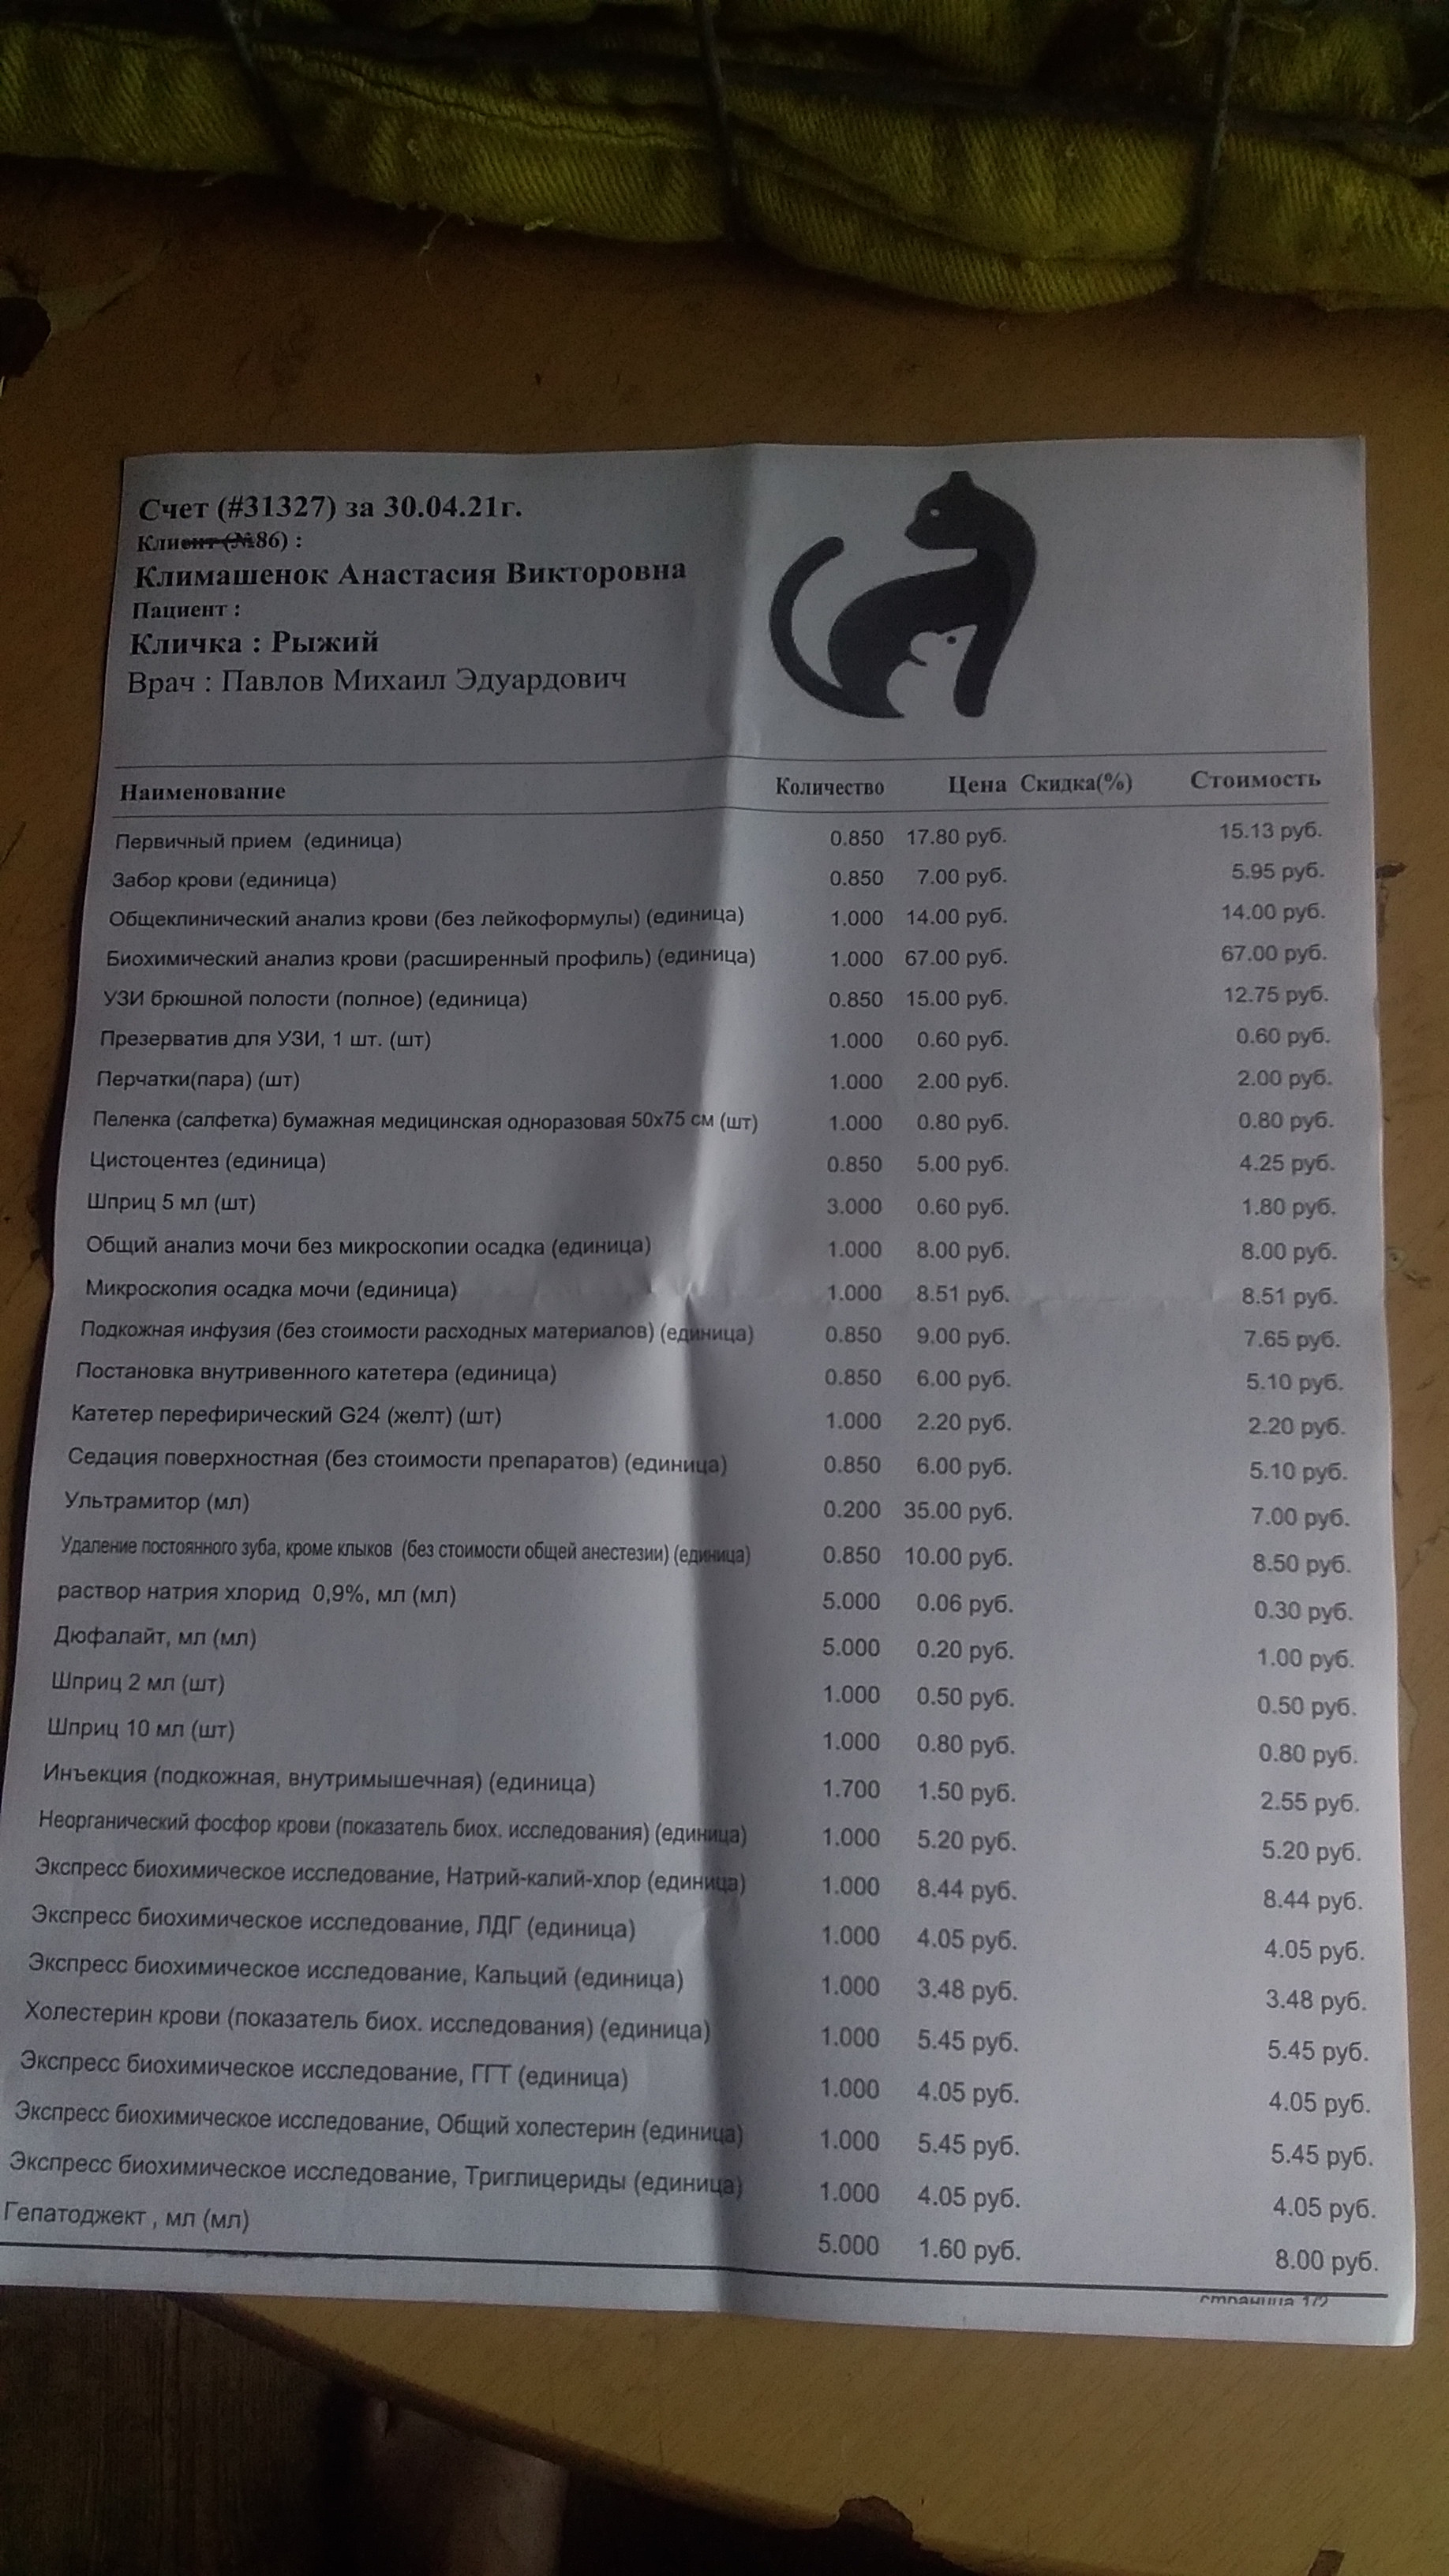 Счет (#31327) за 30.04.21г.
Клиент (№86) :
Климашенок Анастасия Викторовна
Пациент :
Кличка : Рыжий
Врач : Павлов Михаил Эдуардович
Наименование Количество Цена Скидка(%) Стоимость
Первичный прием (единица) 0.850 17.80 руб. 15.13 руб.
Забор крови (единица) 0.850 7.00 руб. 5.95 руб.
Общеклинический анализ крови (без лейкоформулы) (единица) 1.000 14.00 руб. 14.00 руб.
Биохимический анализ крови (расширенный профиль) (единица) 1.000 67.00 руб. 67.00 руб.
УЗИ брюшной полости (полное) (единица) 0.850 15.00 руб. 12.75 руб.
Презерватив для УЗИ, 1 шт. (шт) 1.000 0.60 руб. 0.60 руб.
Перчатки(пара) (шт) 1.000 2.00 руб. 2.00 руб.
Пеленка (салфетка) бумажная медицинская одноразовая 50х75 см (шт) 1.000 0.80 руб. 0.80 руб.
Цистоцентез (единица) 0.850 5.00 руб. 4.25 руб.
Шприц 5 мл (шт) 3.000 0.60 руб. 1.80 руб.
Общий анализ мочи без микроскопии осадка (единица) 1.000 8.00 руб. 8.00 руб.
Микроскопия осадка мочи (единица) 1.000 8.51 руб. 8.51 руб.
Подкожная инфузия (без стоимости расходных материалов) (единица) 0.850 9.00 руб. 7.65 руб.
Постановка внутривенного катетера (единица) 0.850 6.00 руб. 5.10 руб.
Катетер перефирический G24 (желт) (шт) 1.000 2.20 руб. 2.20 руб.
Седация поверхностная (без стоимости препаратов) (единица) 0.850 6.00 руб. 5.10 руб.
Ультрамитор (мл) 0.200 35.00 руб. 7.00 руб.
Удаление постоянного зуба, кроме клыков (без стоимости общей анестезии) (единица) 0.850 10.00 руб. 8.50 руб.
раствор натрия хлорид 0,9%, мл (мл) 5.000 0.06 руб. 0.30 руб.
Дюфалайт, мл (мл) 5.000 0.20 руб. 1.00 руб.
Шприц 2 мл (шт) 1.000 0.50 руб. 0.50 руб.
Шприц 10 мл (шт) 1.000 0.80 руб. 0.80 руб.
Инъекция (подкожная, внутримышечная) (единица) 1.700 1.50 руб. 2.55 руб.
Неорганический фосфор крови (показатель биох. исследования) (единица) 1.000 5.20 руб. 5.20 руб.
Экспресс биохимическое исследование, Натрий-калий-хлор (единица) 1.000 8.44 руб. 8.44 руб.
Экспресс биохимическое исследование, ЛДГ (единица) 1.000 4.05 руб. 4.05 руб.
Экспресс биохимическое исследование, Кальций (единица) 1.000 3.48 руб. 3.48 руб.
Холестерин крови (показатель биох. исследования) (единица) 1.000 5.45 руб. 5.45 руб.
Экспресс биохимическое исследование, ГГТ (единица) 1.000 4.05 руб. 4.05 руб.
Экспресс биохимическое исследование, Общий холестерин (единица) 1.000 5.45 руб. 5.45 руб.
Экспресс биохимическое исследование, Триглицериды (единица) 1.000 4.05 руб. 4.05 руб.
Гепатоджект , мл (мл) 5.000 1.60 руб. 8.00 руб.
страница 1/2